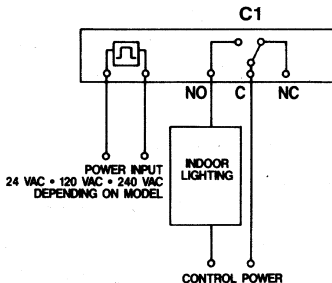 C1
NO C NC
POWER INPUT
24 VAC • 120 VAC • 240 VAC
DEPENDING ON MODEL
INDOOR
LIGHTING
CONTROL POWER